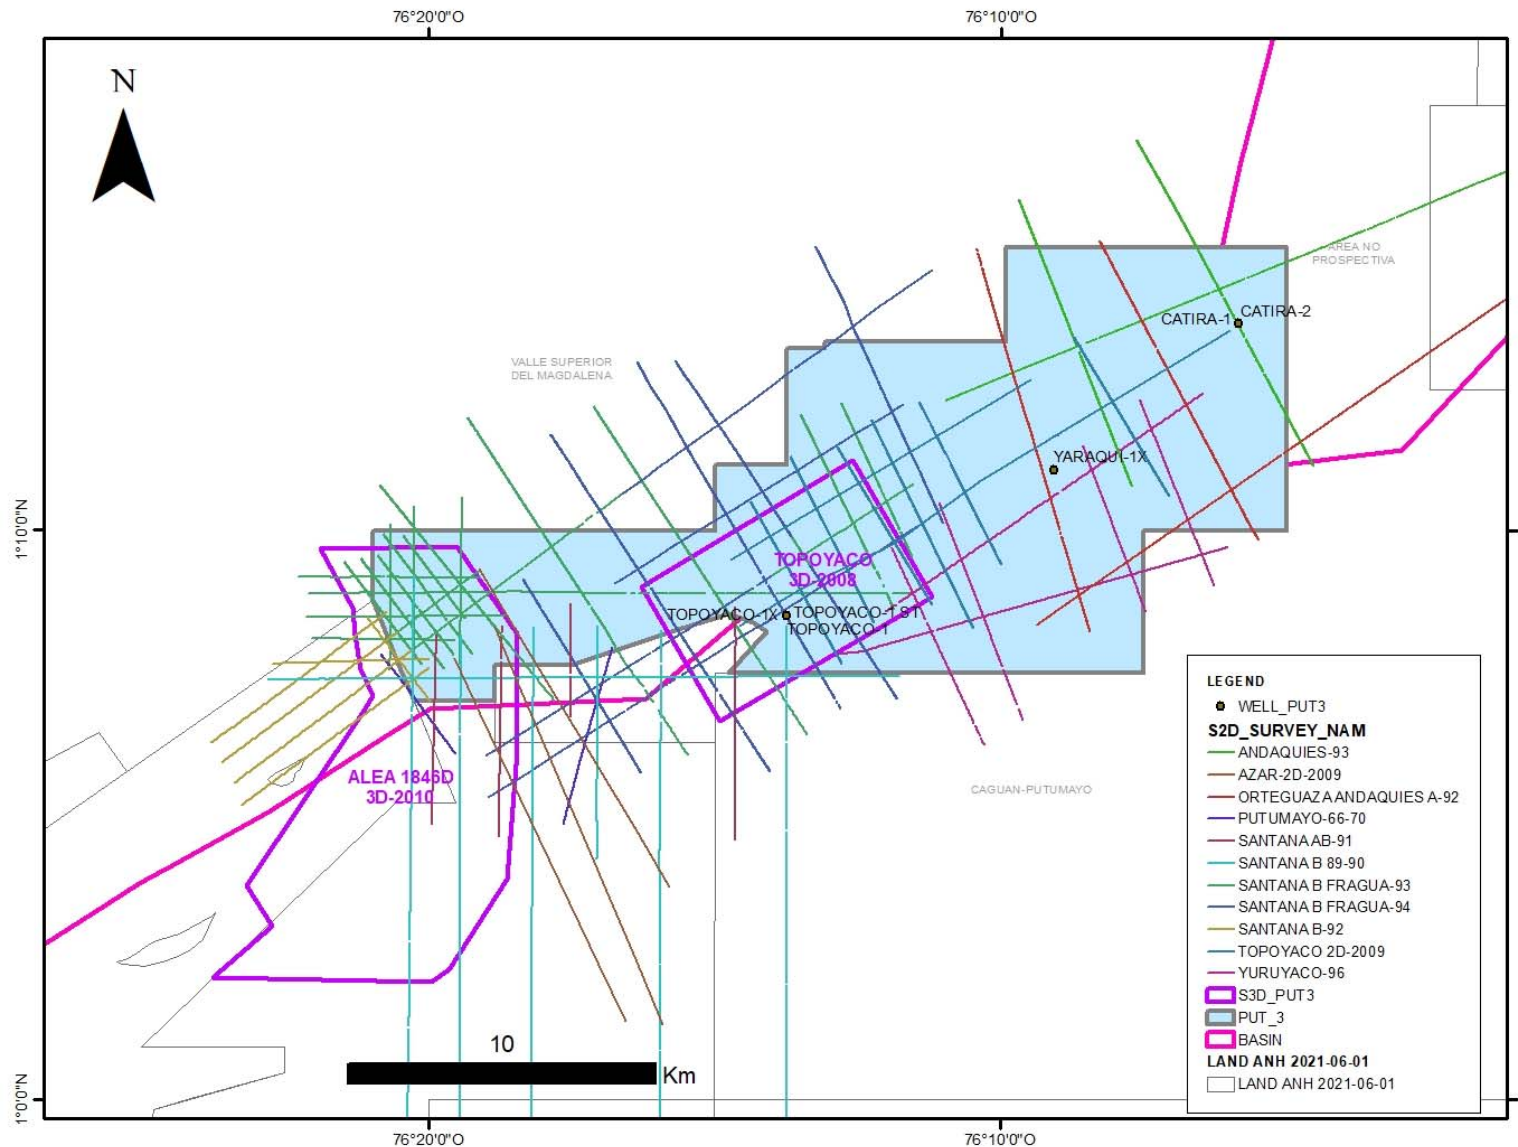 76°20'0"O
76°10'0"O
N
AREA NO
PROSPECTIVA
CATIRA-1
CATIRA-2
VALLE SUPERIOR
DEL MAGDALENA
YARAQUI-1X
1°10'0"N
TOPOYACO
3D-2008
TOPOYACO-1X
TOPOYACO-1 ST
TOPOYACO-1
ALEA 1846D
3D-2010
CAGUAN-PUTUMAYO
LEGEND
WELL_PUT3
S2D_SURVEY_NAM
ANDAQUIES-93
AZAR-2D-2009
ORTEGUAZA ANDAQUIES A-92
PUTUMAYO-66-70
SANTANA AB-91
SANTANA B 89-90
SANTANA B FRAGUA-93
SANTANA B FRAGUA-94
SANTANA B-92
TOPOYACO 2D-2009
YURUYACO-96
S3D_PUT3
PUT_3
BASIN
LAND ANH 2021-06-01
LAND ANH 2021-06-01
10
Km
1°0'0"N
76°20'0"O
76°10'0"O